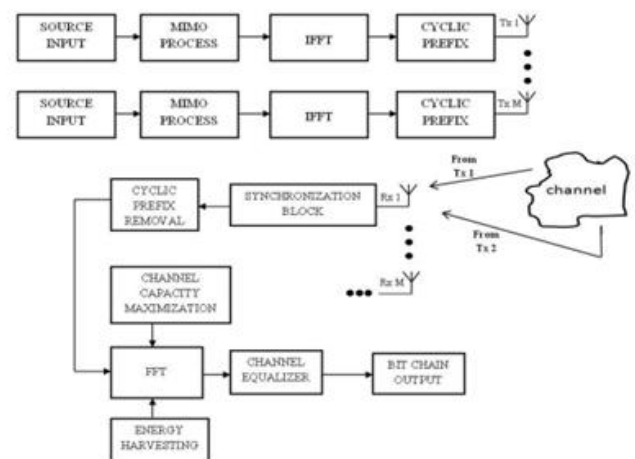 SOURCE INPUT
MIMO PROCESS
IFFT
CYCLIC PREFIX
Tx 1
SOURCE INPUT
MIMO PROCESS
IFFT
CYCLIC PREFIX
Tx M
From Tx 1
channel
CYCLIC PREFIX REMOVAL
SYNCHRONIZATION BLOCK
Rx 1
From Tx 2
CHANNEL CAPACITY MAXIMIZATION
Rx M
FFT
CHANNEL EQUALIZER
BIT CHAIN OUTPUT
ENERGY HARVESTING